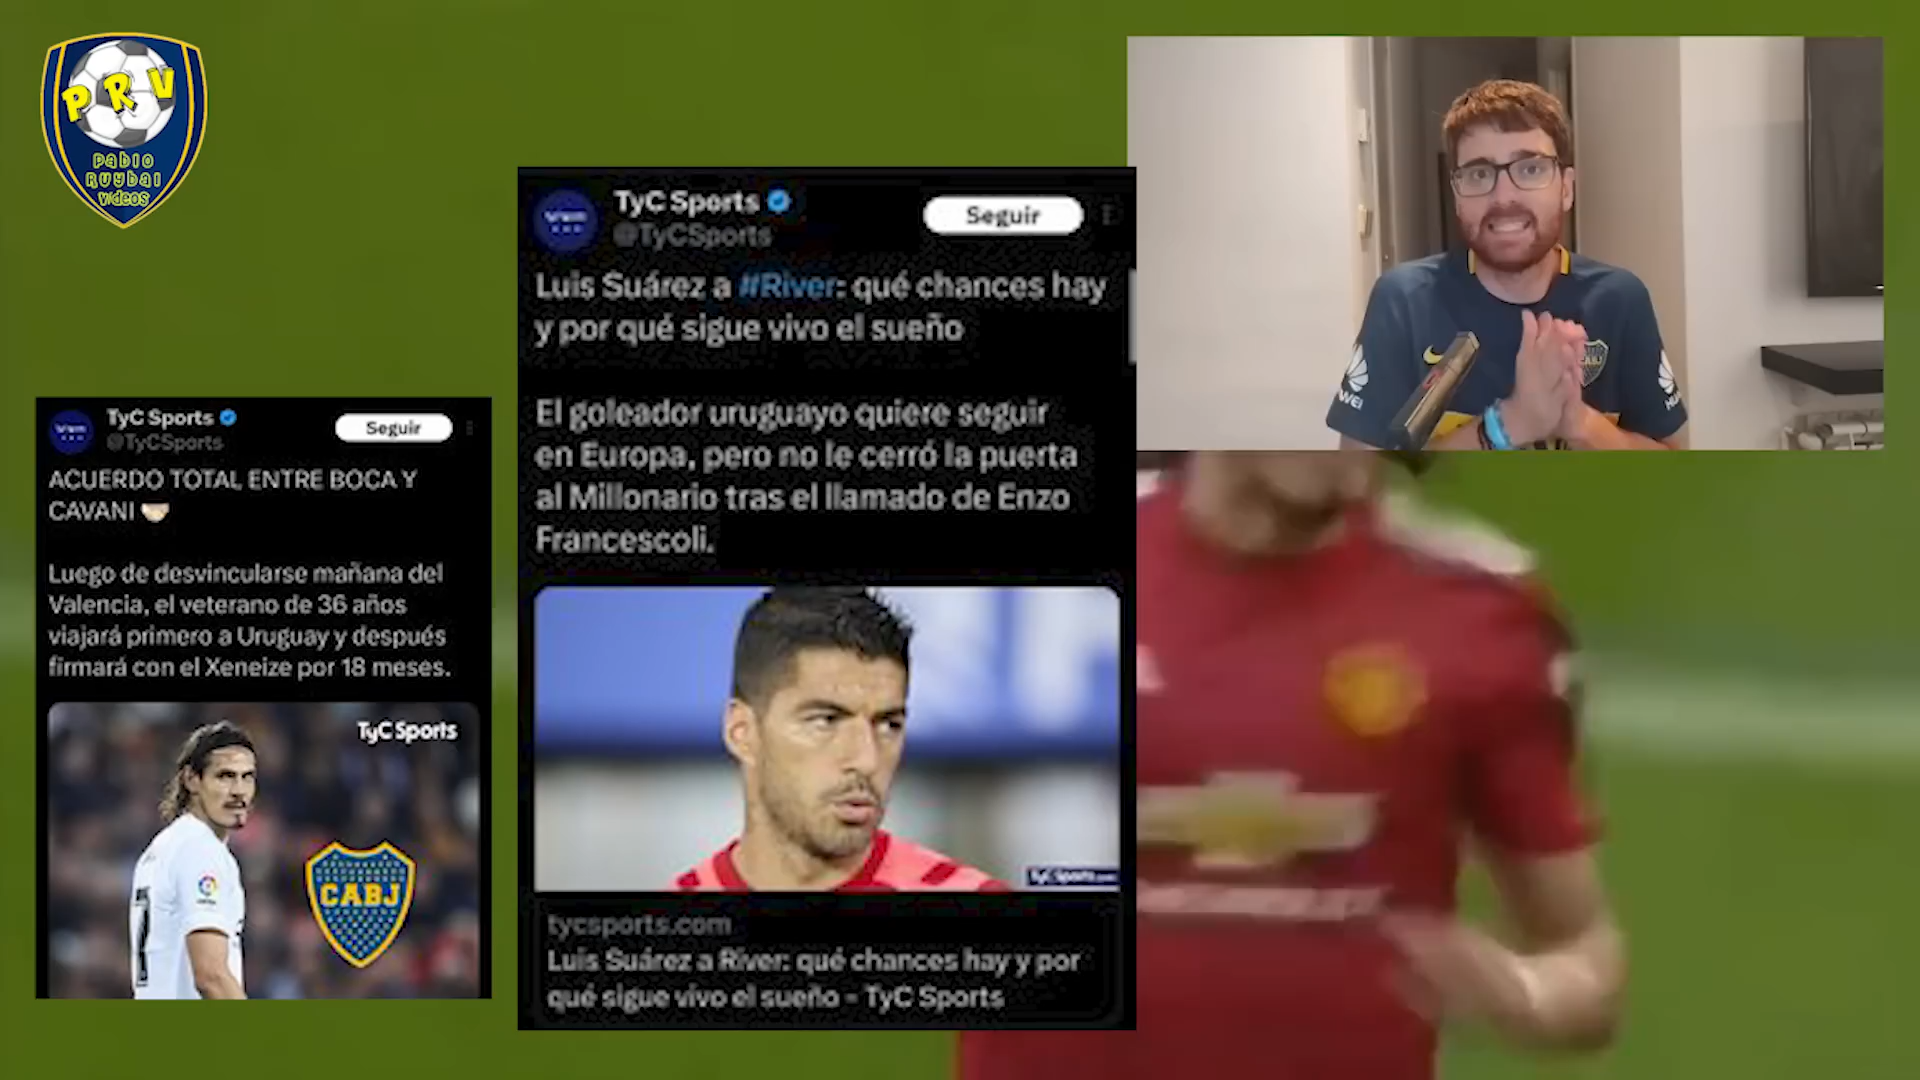 PRV
Pablo
Ruybal
Videos
TyC Sports
@TyCSports
Seguir
ACUERDO TOTAL ENTRE BOCA Y
CAVANI
Luego de desvincularse mañana del
Valencia, el veterano de 36 años
viajará primero a Uruguay y después
firmará con el Xeneize por 18 meses.
TyC Sports
CABJ
TyC Sports
@TyCSports
Seguir
Luis Suárez a #River: qué chances hay
y por qué sigue vivo el sueño
El goleador uruguayo quiere seguir
en Europa, pero no le cerró la puerta
al Millonario tras el llamado de Enzo
Francescoli.
TyC Sports
tycsports.com
Luis Suárez a River: qué chances hay y por
qué sigue vivo el sueño - TyC Sports
CABJ